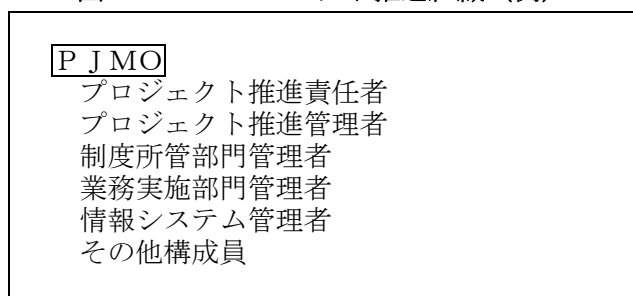 ＰＪＭＯ
プロジェクト推進責任者
プロジェクト推進管理者
制度所管部門管理者
業務実施部門管理者
情報システム管理者
その他構成員